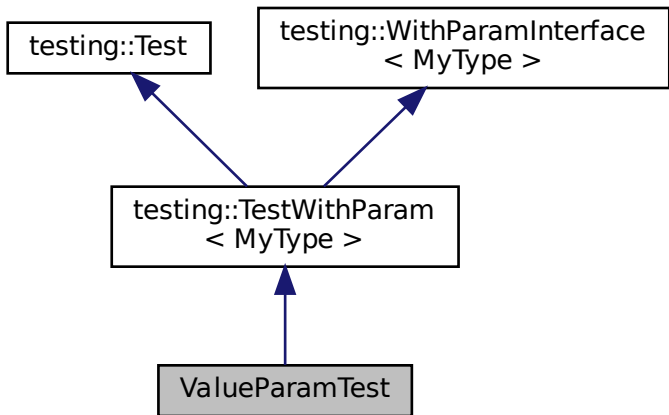 testing::Test
testing::WithParamInterface
< MyType >
testing::TestWithParam
< MyType >
ValueParamTest